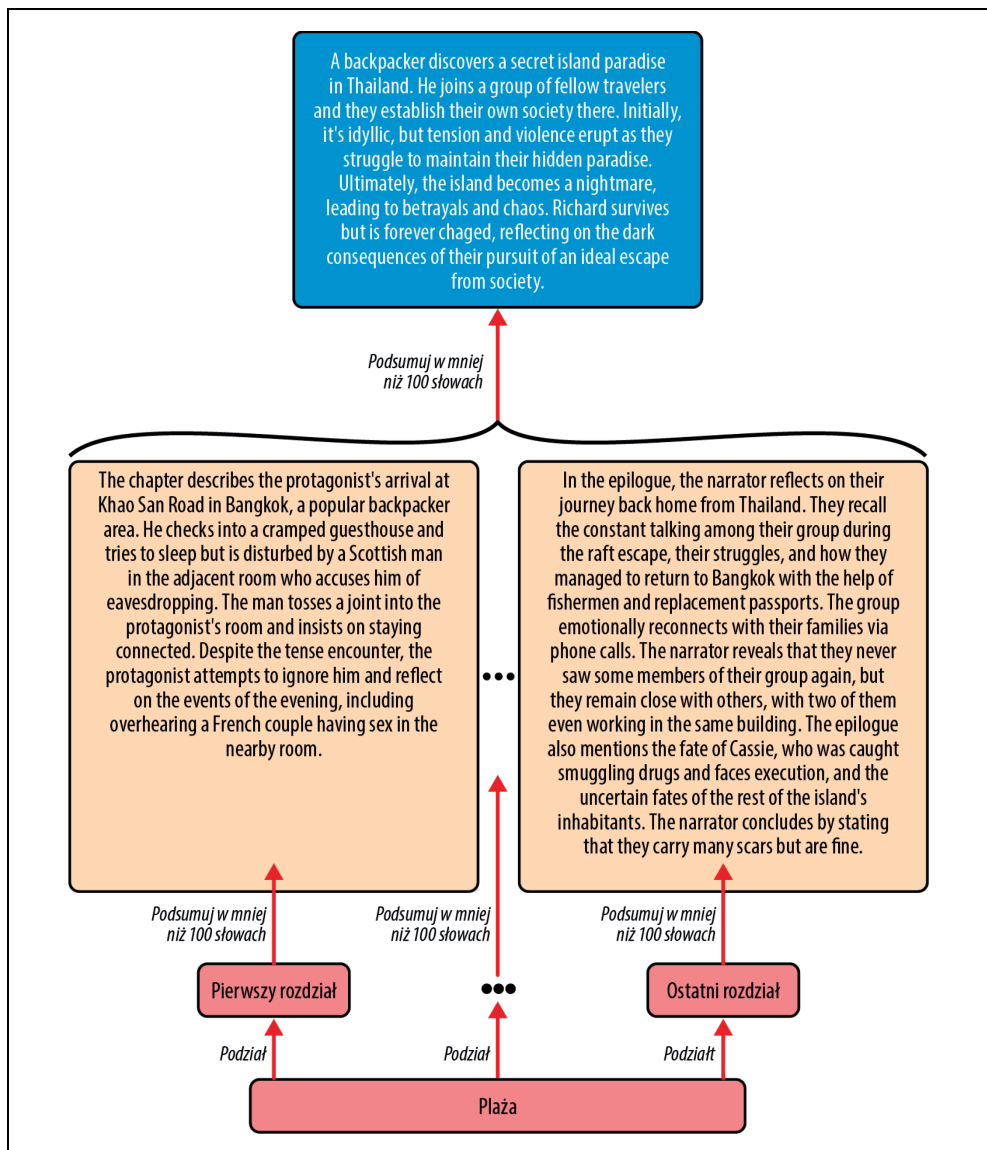 A backpacker discovers a secret island paradise
in Thailand. He joins a group of fellow travelers
and they establish their own society there. Initially,
it's idyllic, but tension and violence erupt as they
struggle to maintain their hidden paradise.
Ultimately, the island becomes a nightmare,
leading to betrayals and chaos. Richard survives
but is forever chaged, reflecting on the dark
consequences of their pursuit of an ideal escape
from society.
Podsumuj w mniej
niż 100 słowach
The chapter describes the protagonist's arrival at
Khao San Road in Bangkok, a popular backpacker
area. He checks into a cramped guesthouse and
tries to sleep but is disturbed by a Scottish man
in the adjacent room who accuses him of
eavesdropping. The man tosses a joint into the
protagonist's room and insists on staying
connected. Despite the tense encounter, the
protagonist attempts to ignore him and reflect
on the events of the evening, including
overhearing a French couple having sex in the
nearby room.
•••
In the epilogue, the narrator reflects on their
journey back home from Thailand. They recall
the constant talking among their group during
the raft escape, their struggles, and how they
managed to return to Bangkok with the help of
fishermen and replacement passports. The group
emotionally reconnects with their families via
phone calls. The narrator reveals that they never
saw some members of their group again, but
they remain close with others, with two of them
even working in the same building. The epilogue
also mentions the fate of Cassie, who was caught
smuggling drugs and faces execution, and the
uncertain fates of the rest of the island's
inhabitants. The narrator concludes by stating
that they carry many scars but are fine.
Podsumuj w mniej
niż 100 słowach
Podsumuj w mniej
niż 100 słowach
Podsumuj w mniej
niż 100 słowach
Pierwszy rozdział
•••
Ostatni rozdział
Podział
Podział
Podziałt
Plaża